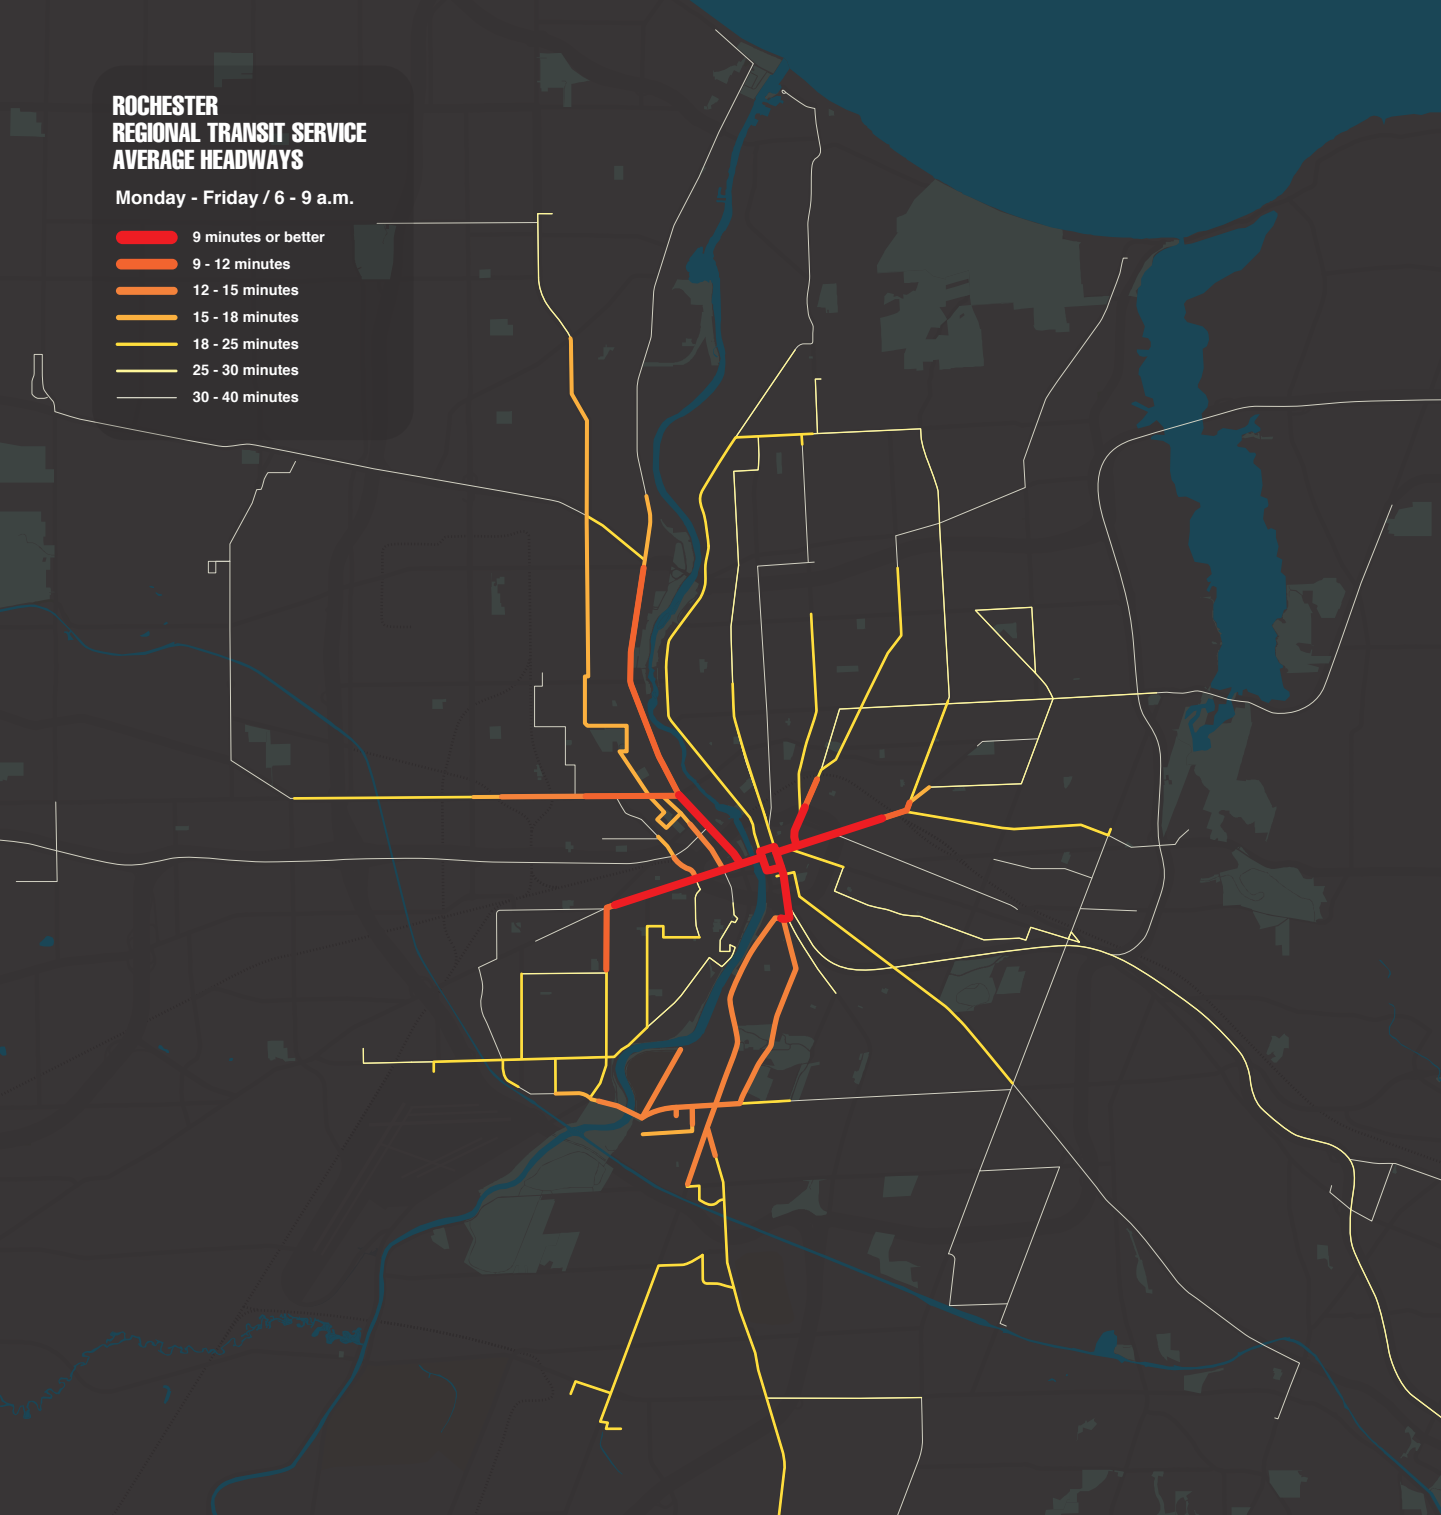 ROCHESTER
REGIONAL TRANSIT SERVICE
AVERAGE HEADWAYS
Monday - Friday / 6 - 9 a.m.
9 minutes or better
9 - 12 minutes
12 - 15 minutes
15 - 18 minutes
18 - 25 minutes
25 - 30 minutes
30 - 40 minutes